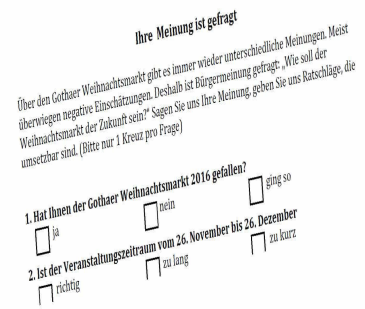 Ihre Meinung ist gefragt
Über den Gothaer Weihnachtsmarkt gibt es immer wieder unterschiedliche Meinungen. Meist
überwiegen negative Einschätzungen. Deshalb ist Bürgermeinung gefragt: „Wie soll der
Weihnachtsmarkt der Zukunft sein?“ Sagen Sie uns Ihre Meinung, geben Sie uns Ratschläge, die
umsetzbar sind. (Bitte nur 1 Kreuz pro Frage)
1. Hat Ihnen der Gothaer Weihnachtsmarkt 2016 gefallen?
ja nein ging so
2. Ist der Veranstaltungszeitraum vom 26. November bis 26. Dezember
richtig zu lang zu kurz